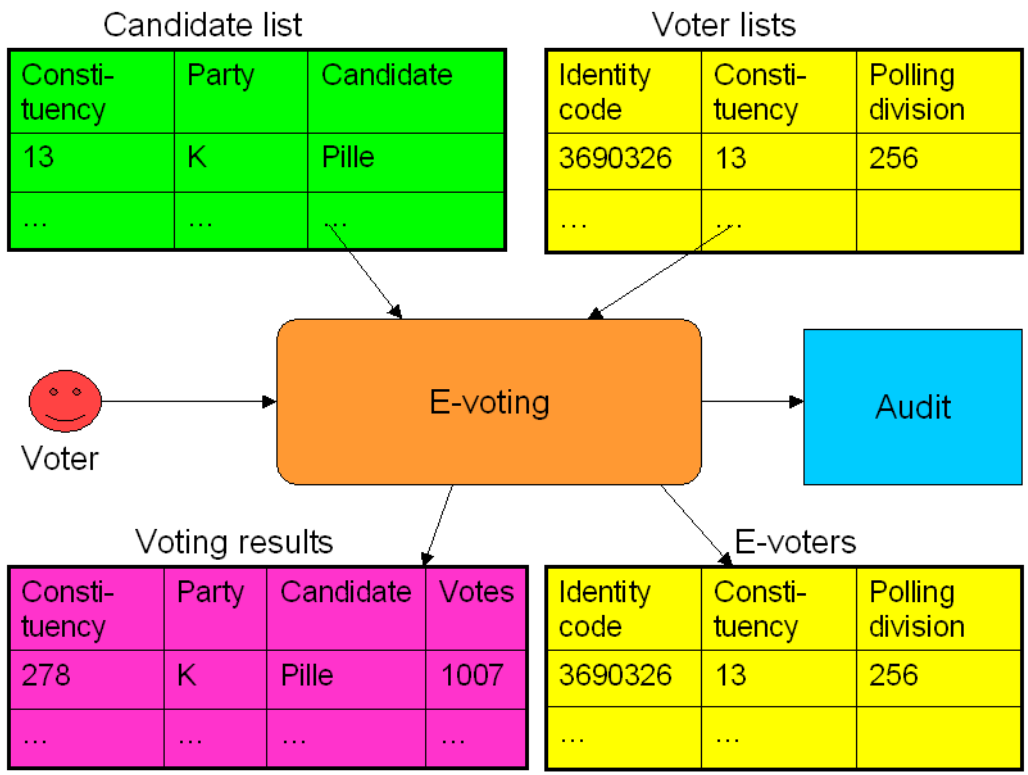 Candidate list
Consti-
tuency
Party
Candidate
13
K
Pille
...
...
...
Voter lists
Identity
code
Consti-
tuency
Polling
division
3690326
13
256
...
...
E-voting
Audit
Voter
Voting results
Consti-
tuency
Party
Candidate
Votes
278
K
Pille
1007
...
...
...
...
E-voters
Identity
code
Consti-
tuency
Polling
division
3690326
13
256
...
...